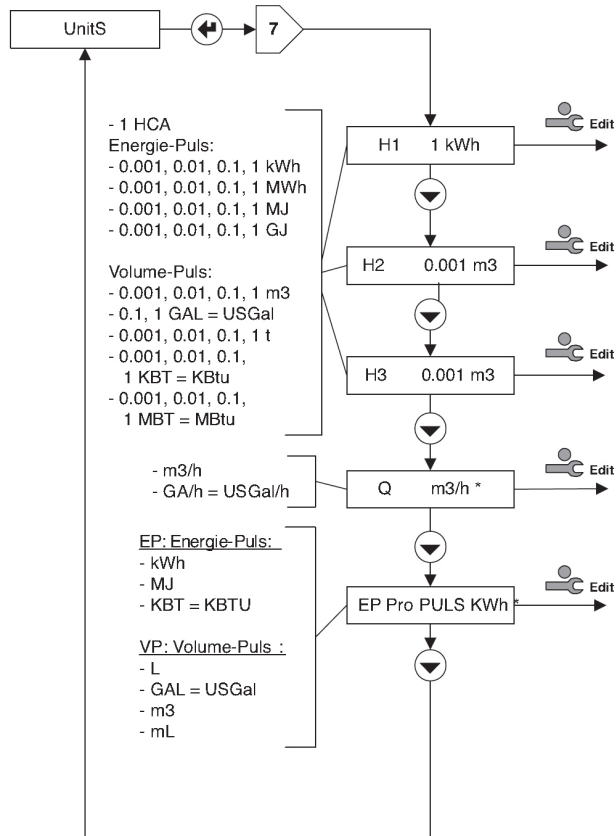 UnitS
7
- 1 HCA
Energie-Puls:
- 0.001, 0.01, 0.1, 1 kWh
- 0.001, 0.01, 0.1, 1 MWh
- 0.001, 0.01, 0.1, 1 MJ
- 0.001, 0.01, 0.1, 1 GJ
Volume-Puls:
- 0.001, 0.01, 0.1, 1 m3
- 0.1, 1 GAL = USGal
- 0.001, 0.01, 0.1, 1 t
- 0.001, 0.01, 0.1,
1 KBT = KBtu
- 0.001, 0.01, 0.1,
1 MBT = MBtu
H1 1 kWh
Edit
H2 0.001 m3
Edit
H3 0.001 m3
Edit
- m3/h
- GA/h = USGal/h
Q m3/h *
Edit
EP: Energie-Puls:
- kWh
- MJ
- KBT = KBTU
VP: Volume-Puls :
- L
- GAL = USGal
- m3
- mL
EP Pro PULS KWh *
Edit